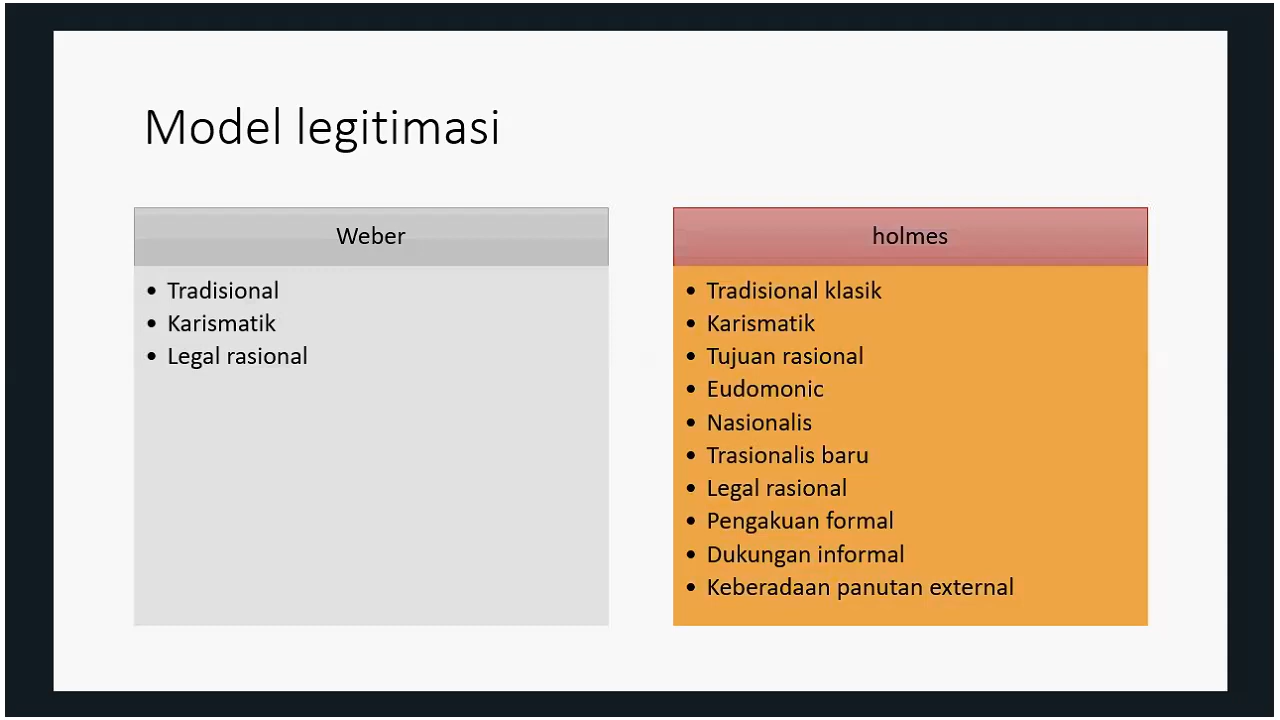 Model legitimasi
Weber
• Tradisional
• Karismatik
• Legal rasional
holmes
• Tradisional klasik
• Karismatik
• Tujuan rasional
• Eudomonic
• Nasionalis
• Trasionalis baru
• Legal rasional
• Pengakuan formal
• Dukungan informal
• Keberadaan panutan external